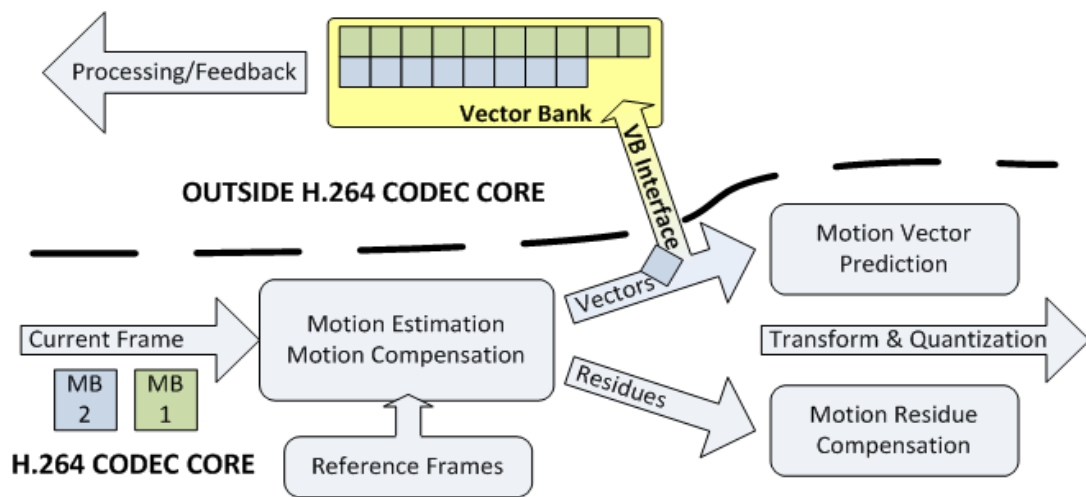 Processing/Feedback
Vector Bank
VB Interface
OUTSIDE H.264 CODEC CORE
Motion Vector
Prediction
Vectors
Current Frame
Motion Estimation
Motion Compensation
Transform & Quantization
MB
2
MB
1
Residues
Motion Residue
Compensation
H.264 CODEC CORE
Reference Frames